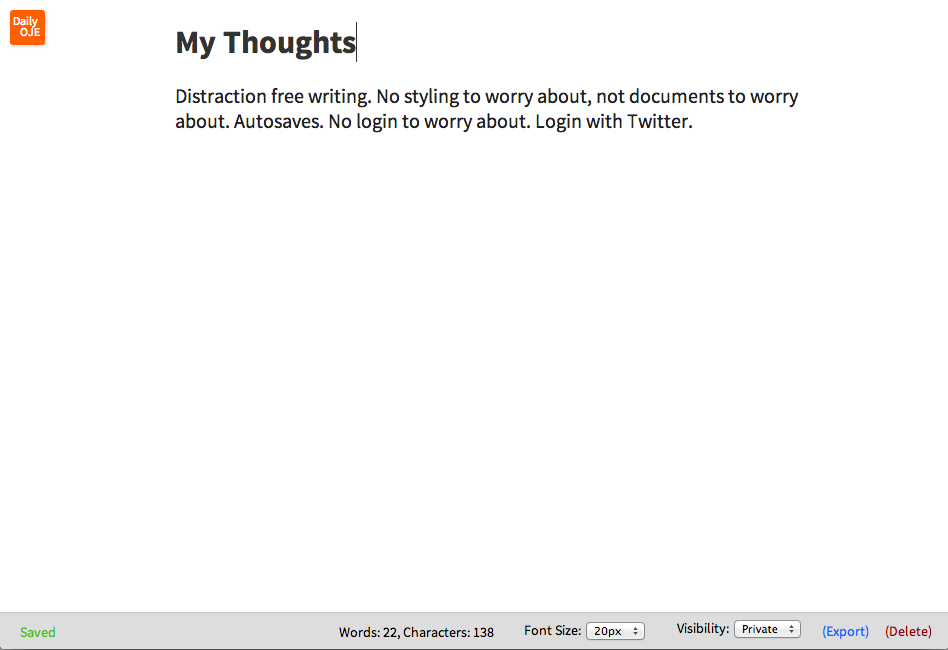 Daily
OJE
My Thoughts
Distraction free writing. No styling to worry about, not documents to worry
about. Autosaves. No login to worry about. Login with Twitter.
Saved Words: 22, Characters: 138 Font Size: 20px Visibility: Private (Export) (Delete)